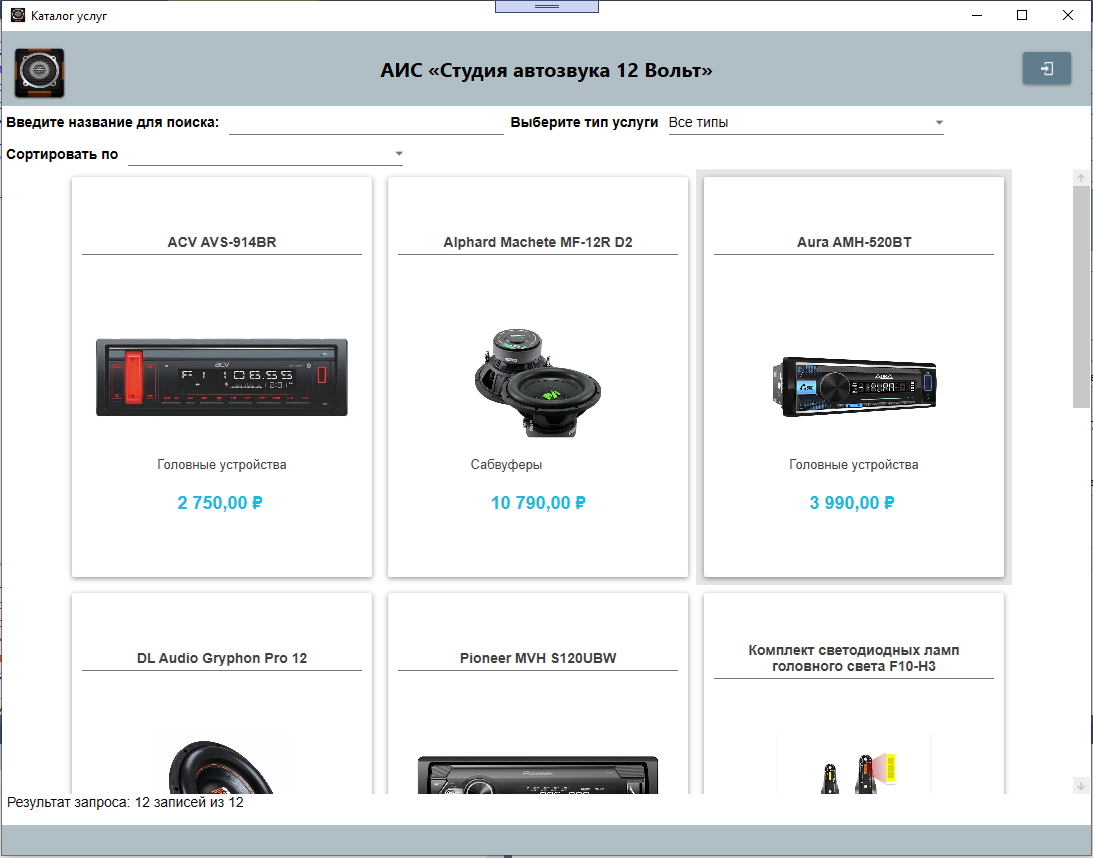 Каталог услуг
АИС «Студия автозвука 12 Вольт»
Введите название для поиска:
Выберите тип услуги
Все типы
Сортировать по
ACV AVS-914BR
Alphard Machete MF-12R D2
Aura AMH-520BT
ACV
AURA
Головные устройства
Сабвуферы
Головные устройства
2 750,00 ₽
10 790,00 ₽
3 990,00 ₽
DL Audio Gryphon Pro 12
Pioneer MVH S120UBW
Комплект светодиодных ламп
головного света F10-H3
Pioneer
Результат запроса: 12 записей из 12